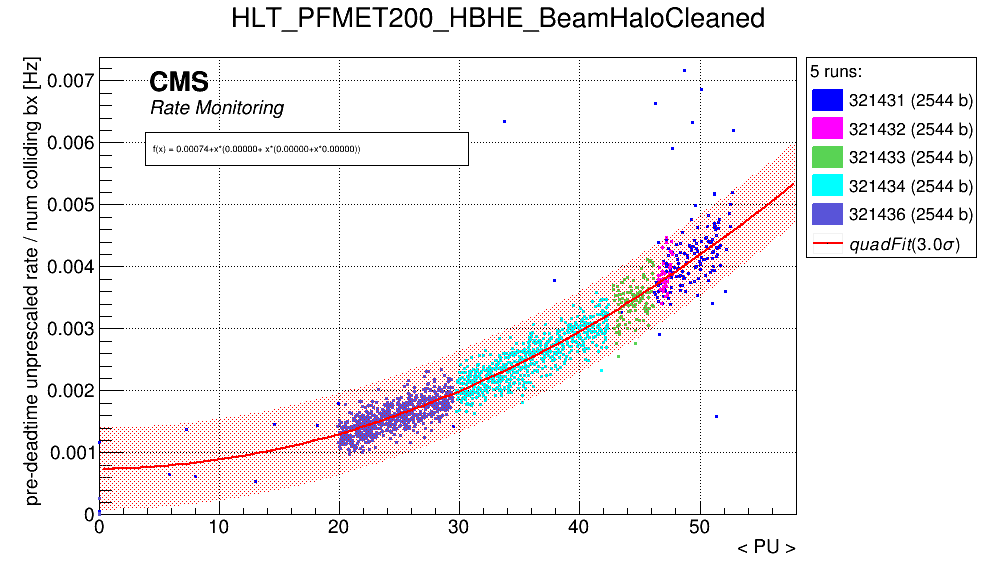 HLT_PFMET200_HBHE_BeamHaloCleaned
pre-deadtime unprescaled rate / num colliding bx [Hz]
0.007
0.006
0.005
0.004
0.003
0.002
0.001
0
CMS
Rate Monitoring
f(x) = 0.00074+x*(0.00000+ x*(0.00000+x*0.00000))
0 10 20 30 40 50
< PU >
5 runs:
321431 (2544 b)
321432 (2544 b)
321433 (2544 b)
321434 (2544 b)
321436 (2544 b)
quadFit(3.0σ)